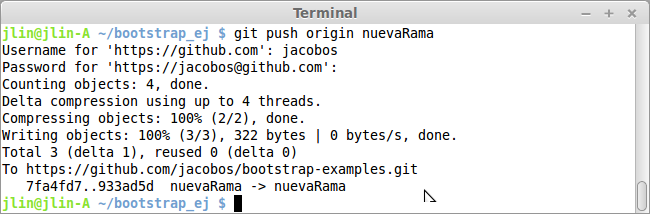 Terminal
jlin@jlin-A ~/bootstrap_ej $ git push origin nuevaRama
Username for 'https://github.com': jacobos
Password for 'https://jacobos@github.com':
Counting objects: 4, done.
Delta compression using up to 4 threads.
Compressing objects: 100% (2/2), done.
Writing objects: 100% (3/3), 322 bytes | 0 bytes/s, done.
Total 3 (delta 1), reused 0 (delta 0)
To https://github.com/jacobos/bootstrap-examples.git
   7fa4fd7..933ad5d  nuevaRama -> nuevaRama
jlin@jlin-A ~/bootstrap_ej $